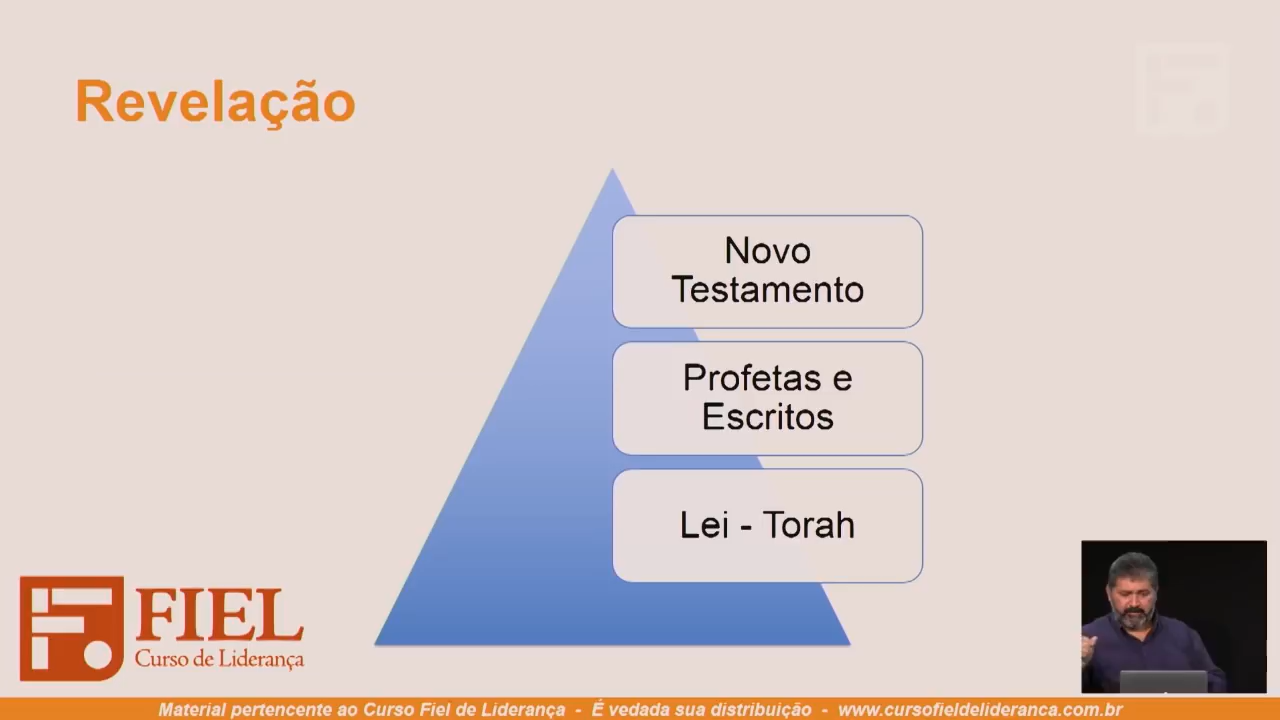 Revelação
Novo
Testamento
Profetas e
Escritos
Lei - Torah
FIEL
Curso de Liderança
Material pertencente ao Curso Fiel de Liderança - É vedada sua distribuição - www.cursofieldelideranca.com.br